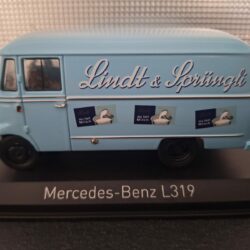 Lindt & Sprüngli
Mercedes-Benz L319